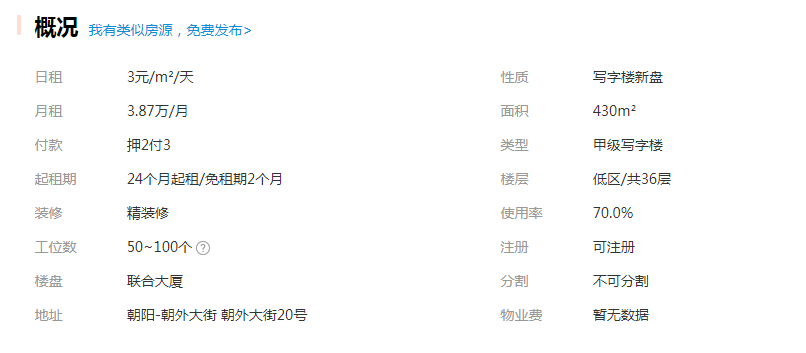 概况 我有类似房源，免费发布>
日租 3元/m²/天 性质 写字楼新盘
月租 3.87万/月 面积 430m²
付款 押2付3 类型 甲级写字楼
起租期 24个月起租/免租期2个月 楼层 低区/共36层
装修 精装修 使用率 70.0%
工位数 50~100个 ? 注册 可注册
楼盘 联合大厦 分割 不可分割
地址 朝阳-朝外大街 朝外大街20号 物业费 暂无数据